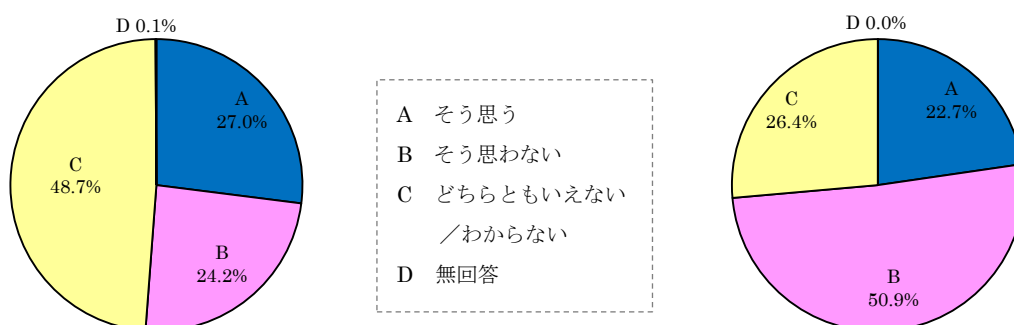 D 0.1%
A
27.0%
C
48.7%
B
24.2%
A そう思う
B そう思わない
C どちらともいえない
／わからない
D 無回答
D 0.0%
A
22.7%
C
26.4%
B
50.9%